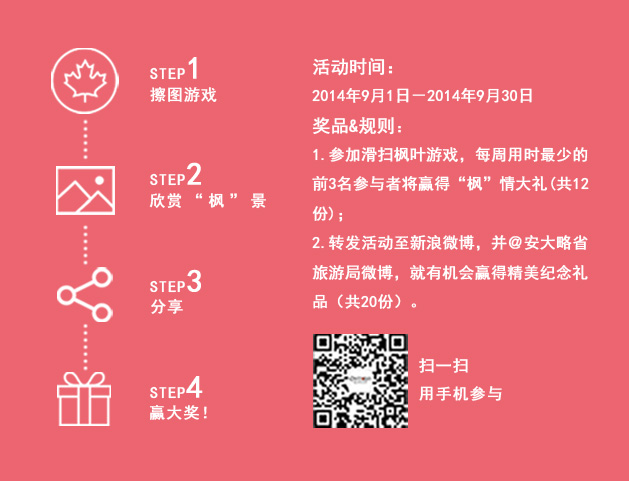 STEP1
擦图游戏
STEP2
欣赏“枫”景
STEP3
分享
STEP4
赢大奖!
活动时间：
2014年9月1日－2014年9月30日
奖品&规则：
1.参加滑扫枫叶游戏，每周用时最少的
前3名参与者将赢得“枫”情大礼(共12
份)；
2.转发活动至新浪微博，并@安大略省
旅游局微博，就有机会赢得精美纪念礼
品（共20份）。
扫一扫
用手机参与